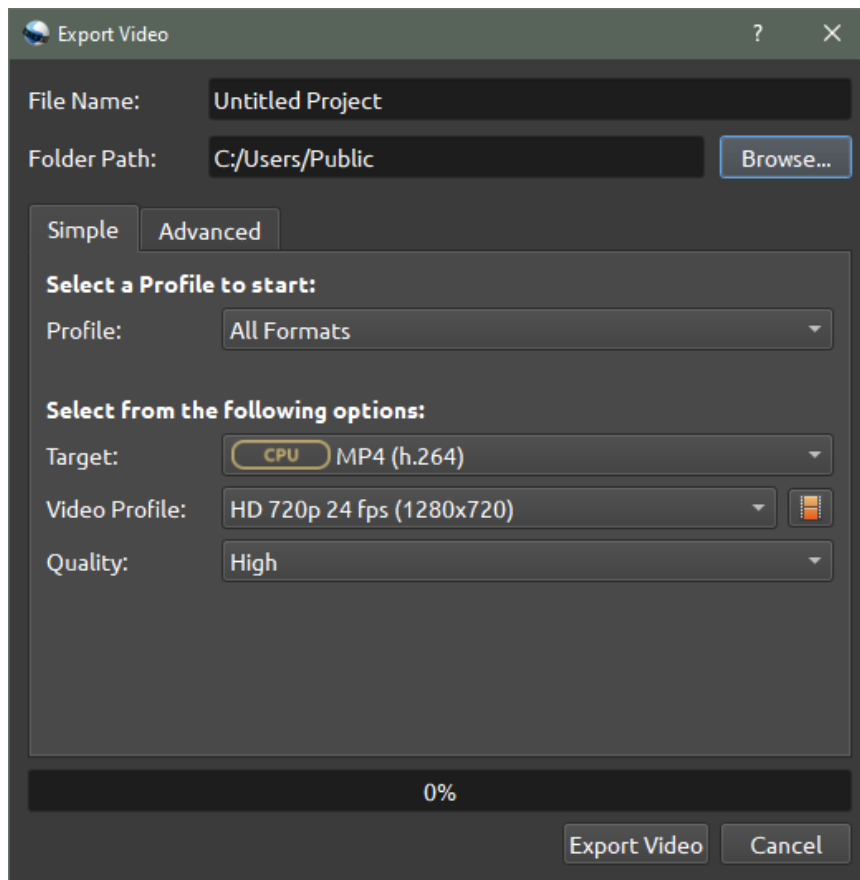 Export Video ?
File Name: Untitled Project
Folder Path: C:/Users/Public Browse...
Simple Advanced
Select a Profile to start:
Profile: All Formats
Select from the following options:
Target: CPU MP4 (h.264)
Video Profile: HD 720p 24 fps (1280x720)
Quality: High
0%
Export Video Cancel